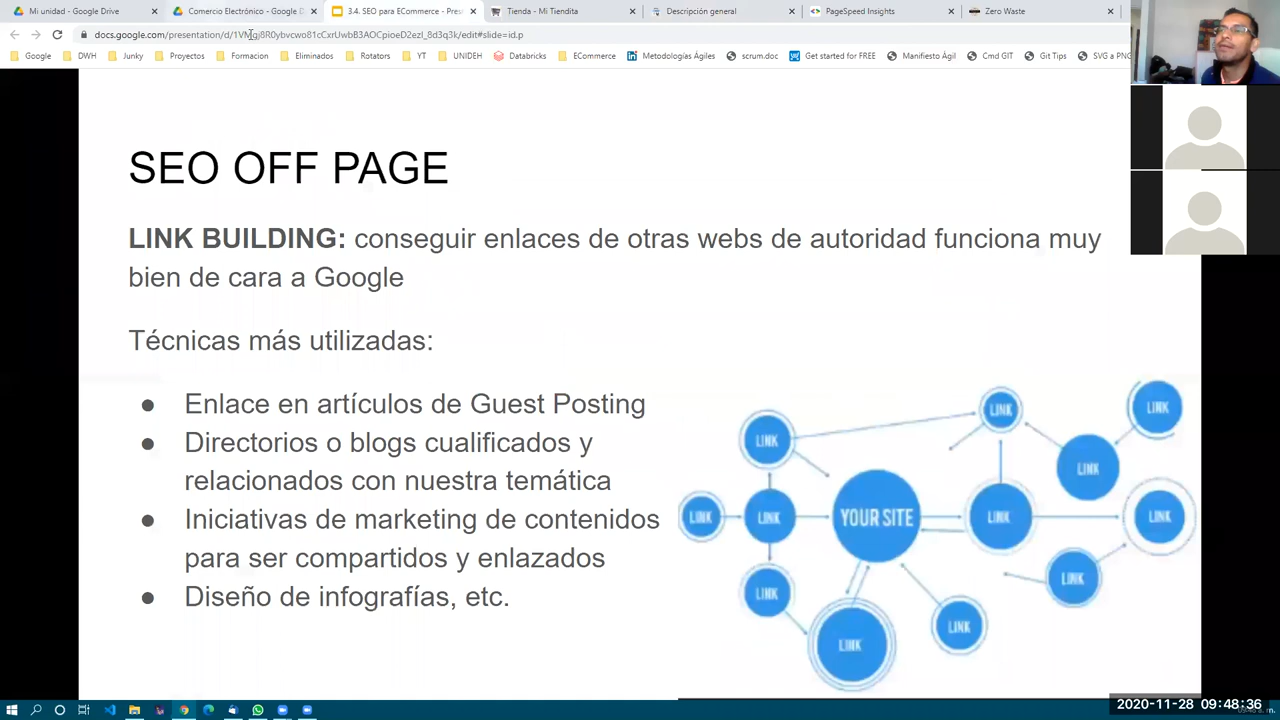 Mi unidad - Google Drive
Comercio Electrónico - Google D
3.4. SEO para ECommerce - Pres
Tienda - Mi Tiendita
Descripción general
PageSpeed Insights
Zero Waste
Google
DWH
Junky
Proyectos
Formacion
Eliminados
Rotators
YT
UNIDEH
Databricks
ECommerce
Metodologías Ágiles
scrum.doc
Get started for FREE
Manifiesto Ágil
Cmd GIT
Git Tips
SVG a PNG
SEO OFF PAGE
LINK BUILDING: conseguir enlaces de otras webs de autoridad funciona muy
bien de cara a Google
Técnicas más utilizadas:
● Enlace en artículos de Guest Posting
● Directorios o blogs cualificados y
relacionados con nuestra temática
● Iniciativas de marketing de contenidos
para ser compartidos y enlazados
● Diseño de infografías, etc.
LINK
LINK
LINK
LINK
LINK
LINK
LINK
YOUR SITE
LINK
LINK
LINK
LINK
LINK
LINK
2020-11-28 09:48:36